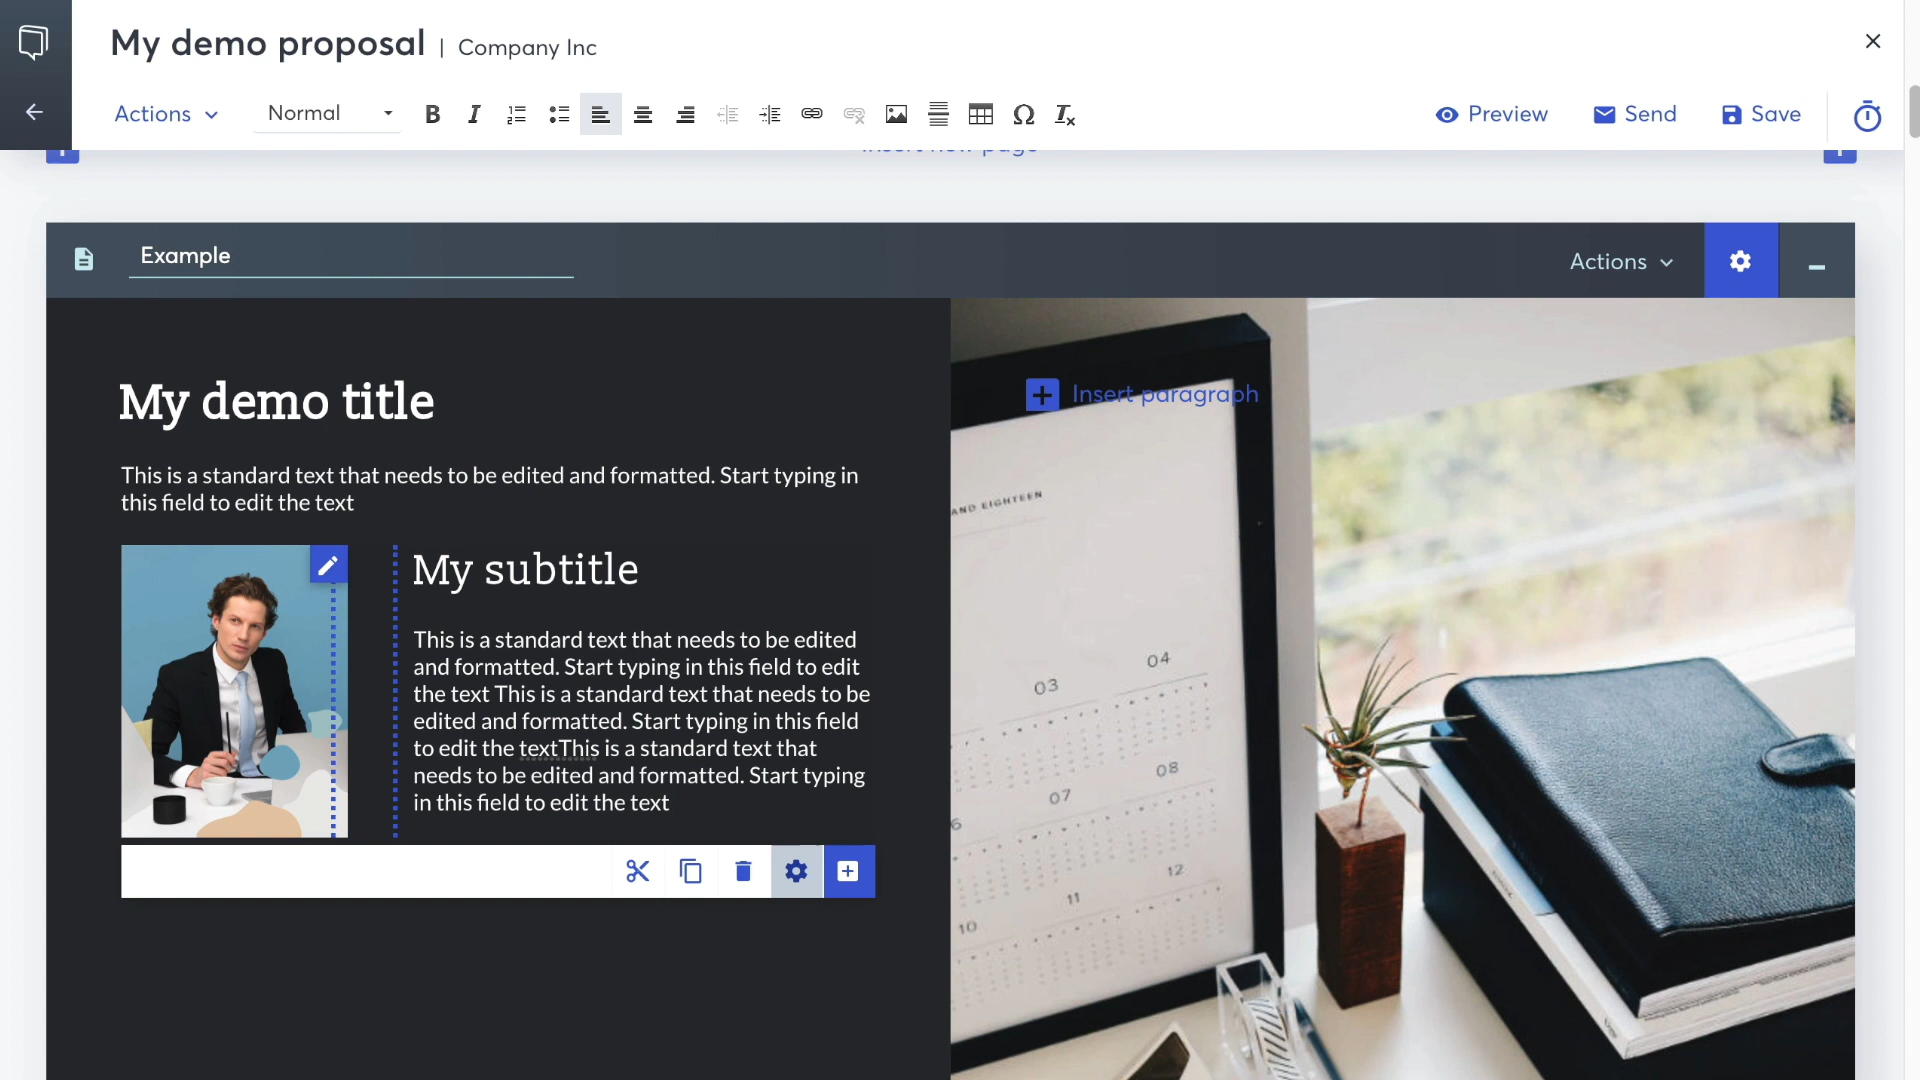 My demo proposal | Company Inc
Actions
Normal
Preview
Send
Save
Insert new page
Example
Actions
My demo title
This is a standard text that needs to be edited and formatted. Start typing in
this field to edit the text
My subtitle
This is a standard text that needs to be edited
and formatted. Start typing in this field to edit
the text This is a standard text that needs to be
edited and formatted. Start typing in this field
to edit the textThis is a standard text that
needs to be edited and formatted. Start typing
in this field to edit the text
Insert paragraph
AND EIGHTEEN
03
04
07
08
10
11
12